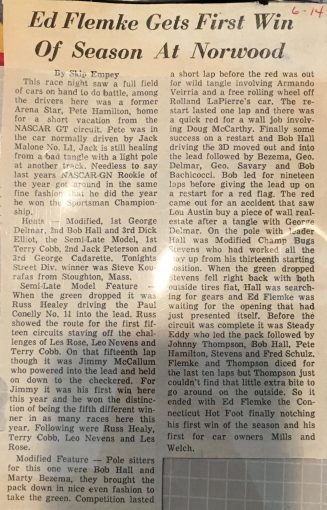 6-14
Ed Flemke Gets First Win
Of Season At Norwood
By Skip Empey
This race night saw a full field
of cars on hand to da battle, among
the drivers here was a former
Arena Star, Pete Hamilton, home
for a short vacation from the
NASCAR GT circuit. Pete was in
the car normally driven by Jack
Malone No. L1, Jack is still healing
from a bad tangle with a light pole
at another track. Needless to say
last years NASCAR-GN Rookie of
the year got around in the same
fine fashion that he did the year
he won the Sportsman Champion-
ship.
Heats — Modified, 1st George
Delmar, 2nd Bob Hall and 3rd Dick
Elliot, the Semi-Late Model, 1st
Terry Cobb, 2nd Jack Peterson and
3rd George Cadarette. Tonights
Street Div. winner was Steve Kou-
rafas from Stoughton, Mass.
Semi-Late Model Feature —
When the green dropped it was
Russ Healey driving the Paul
Conelly No. 11 into the lead. Russ
showed the route for the first fif-
teen circuits staving off the chal-
lenges of Les Rose, Leo Nevens and
Terry Cobb. On that fifteenth lap
though it was Jimmy McCallum
who powered into the lead and held
on down to the checkered. For
Jimmy it was his first win here
this year and he won the distinc-
tion of being the fifth different win-
ner in as many races here this
year. Following were Russ Healy,
Terry Cobb, Leo Nevens and Les
Rose.
Modified Feature — Pole sitters
for this one were Bob Hall and
Marty Bezema, they brought the
pack down in nice even fashion to
take the green. Competition lasted
a short lap before the red was out
for wild tangle involving Armando
Veirria and a free rolling wheel off
Rolland LaPierre's car. The re-
start lasted one lap and there was
a quick red for a wall job involv-
ing Doug McCarthy. Finally some
success on a restart and Bob Hall
driving the 3D moved out and into
the lead followed by Bezema, Geo.
Delmar, Geo. Savary and Bob
Bachicocci. Bob led for nineteen
laps before giving the lead up on
a restart for a red flag. The red
came out for an accident that saw
Lou Austin buy a piece of wall real-
estate after a tangle with George
Delmar. On the pole with leader
Hall was Modified Champ Bugs
Stevens who had worked all the
way up from his thirteenth starting
position. When the green dropped
Stevens fell right back with both
outside tires flat, Hall was search-
ing for gears and Ed Flemke was
waiting for the opening that had
just presented itself. Before the
circuit was complete it was Steady
Eddy who led the pack followed by
Johnny Thompson, Bob Hall, Pete
Hamilton, Stevens and Fred Schulz.
Flemke and Thompson diced for
the last ten laps but Thompson just
couldn't find that little extra bite to
go around on the outside. So it
ended with Ed Flemke the Con-
necticut Hot Foot finally notching
his first win of the season and his
first for car owners Mills and
Welch.